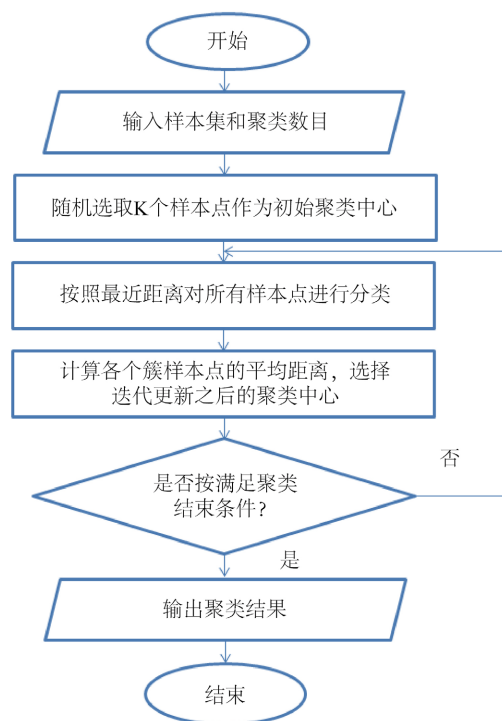 开始
输入样本集和聚类数目
随机选取K个样本点作为初始聚类中心
按照最近距离对所有样本点进行分类
计算各个簇样本点的平均距离，选择
迭代更新之后的聚类中心
是否按满足聚类
结束条件？
否
是
输出聚类结果
结束